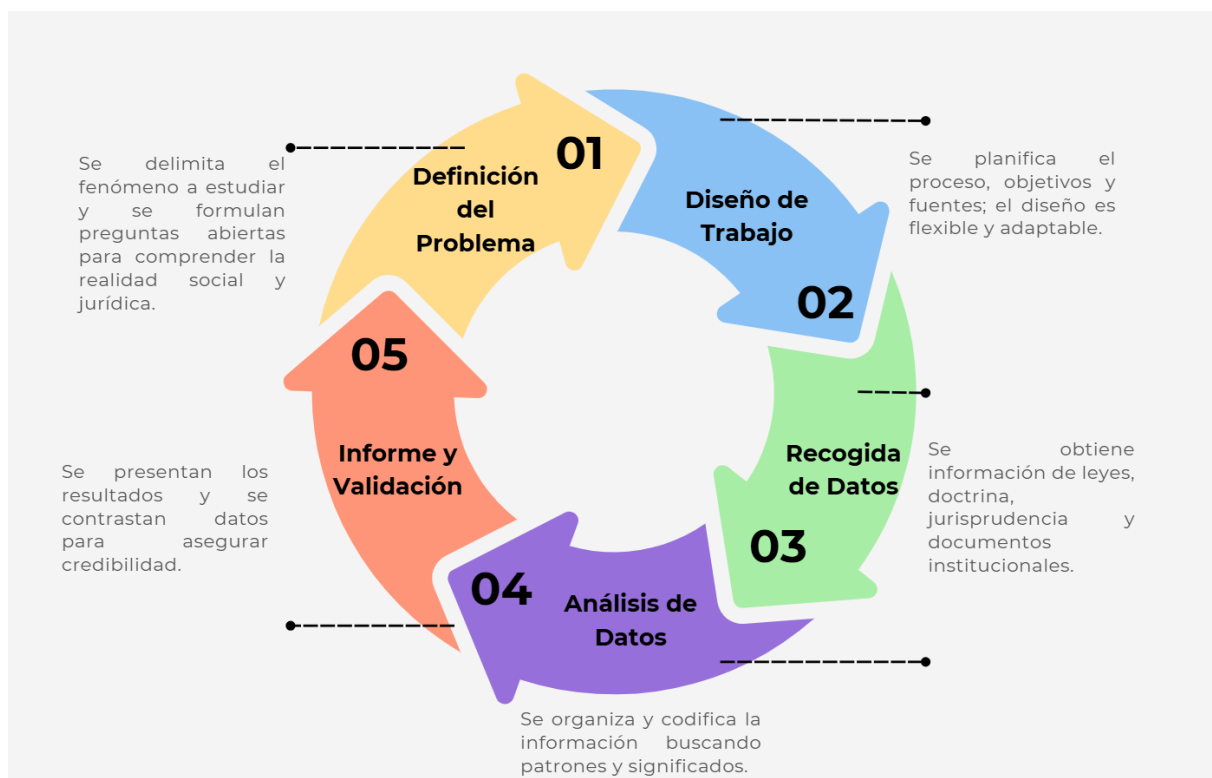 01
Definición
del
Problema
Se delimita el
fenómeno a estudiar
y se formulan
preguntas abiertas
para comprender la
realidad social y
jurídica.
Diseño de
Trabajo
02
Se planifica el
proceso, objetivos y
fuentes; el diseño es
flexible y adaptable.
Recogida
de Datos
03
Se obtiene
información de leyes,
doctrina,
jurisprudencia y
documentos
institucionales.
04
Análisis de
Datos
Se organiza y codifica la
información buscando
patrones y significados.
05
Informe y
Validación
Se presentan los
resultados y se
contrastan datos
para asegurar
credibilidad.